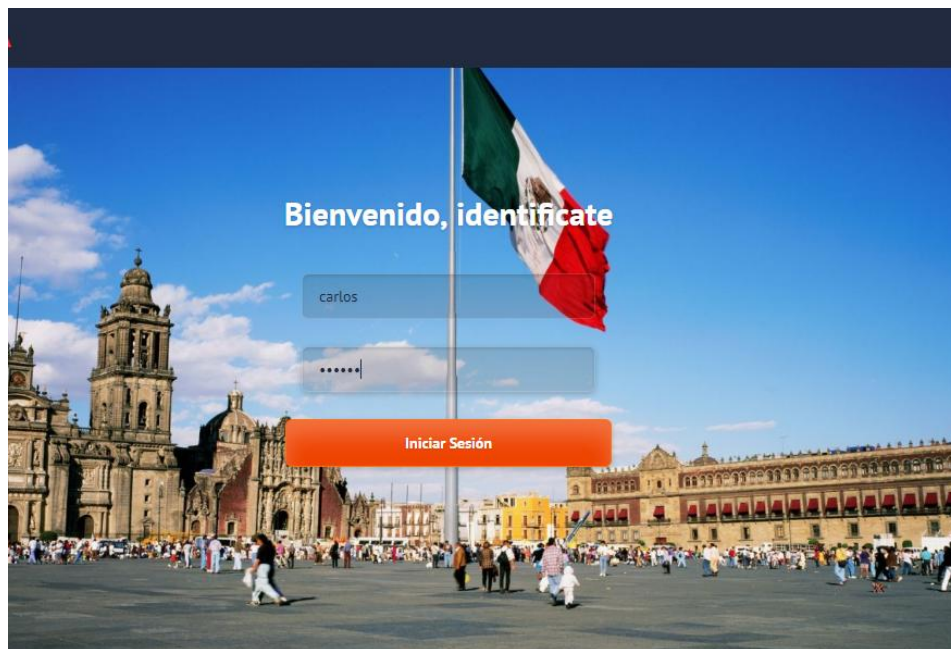 Bienvenido, identificate
carlos
••••••
Iniciar Sesión